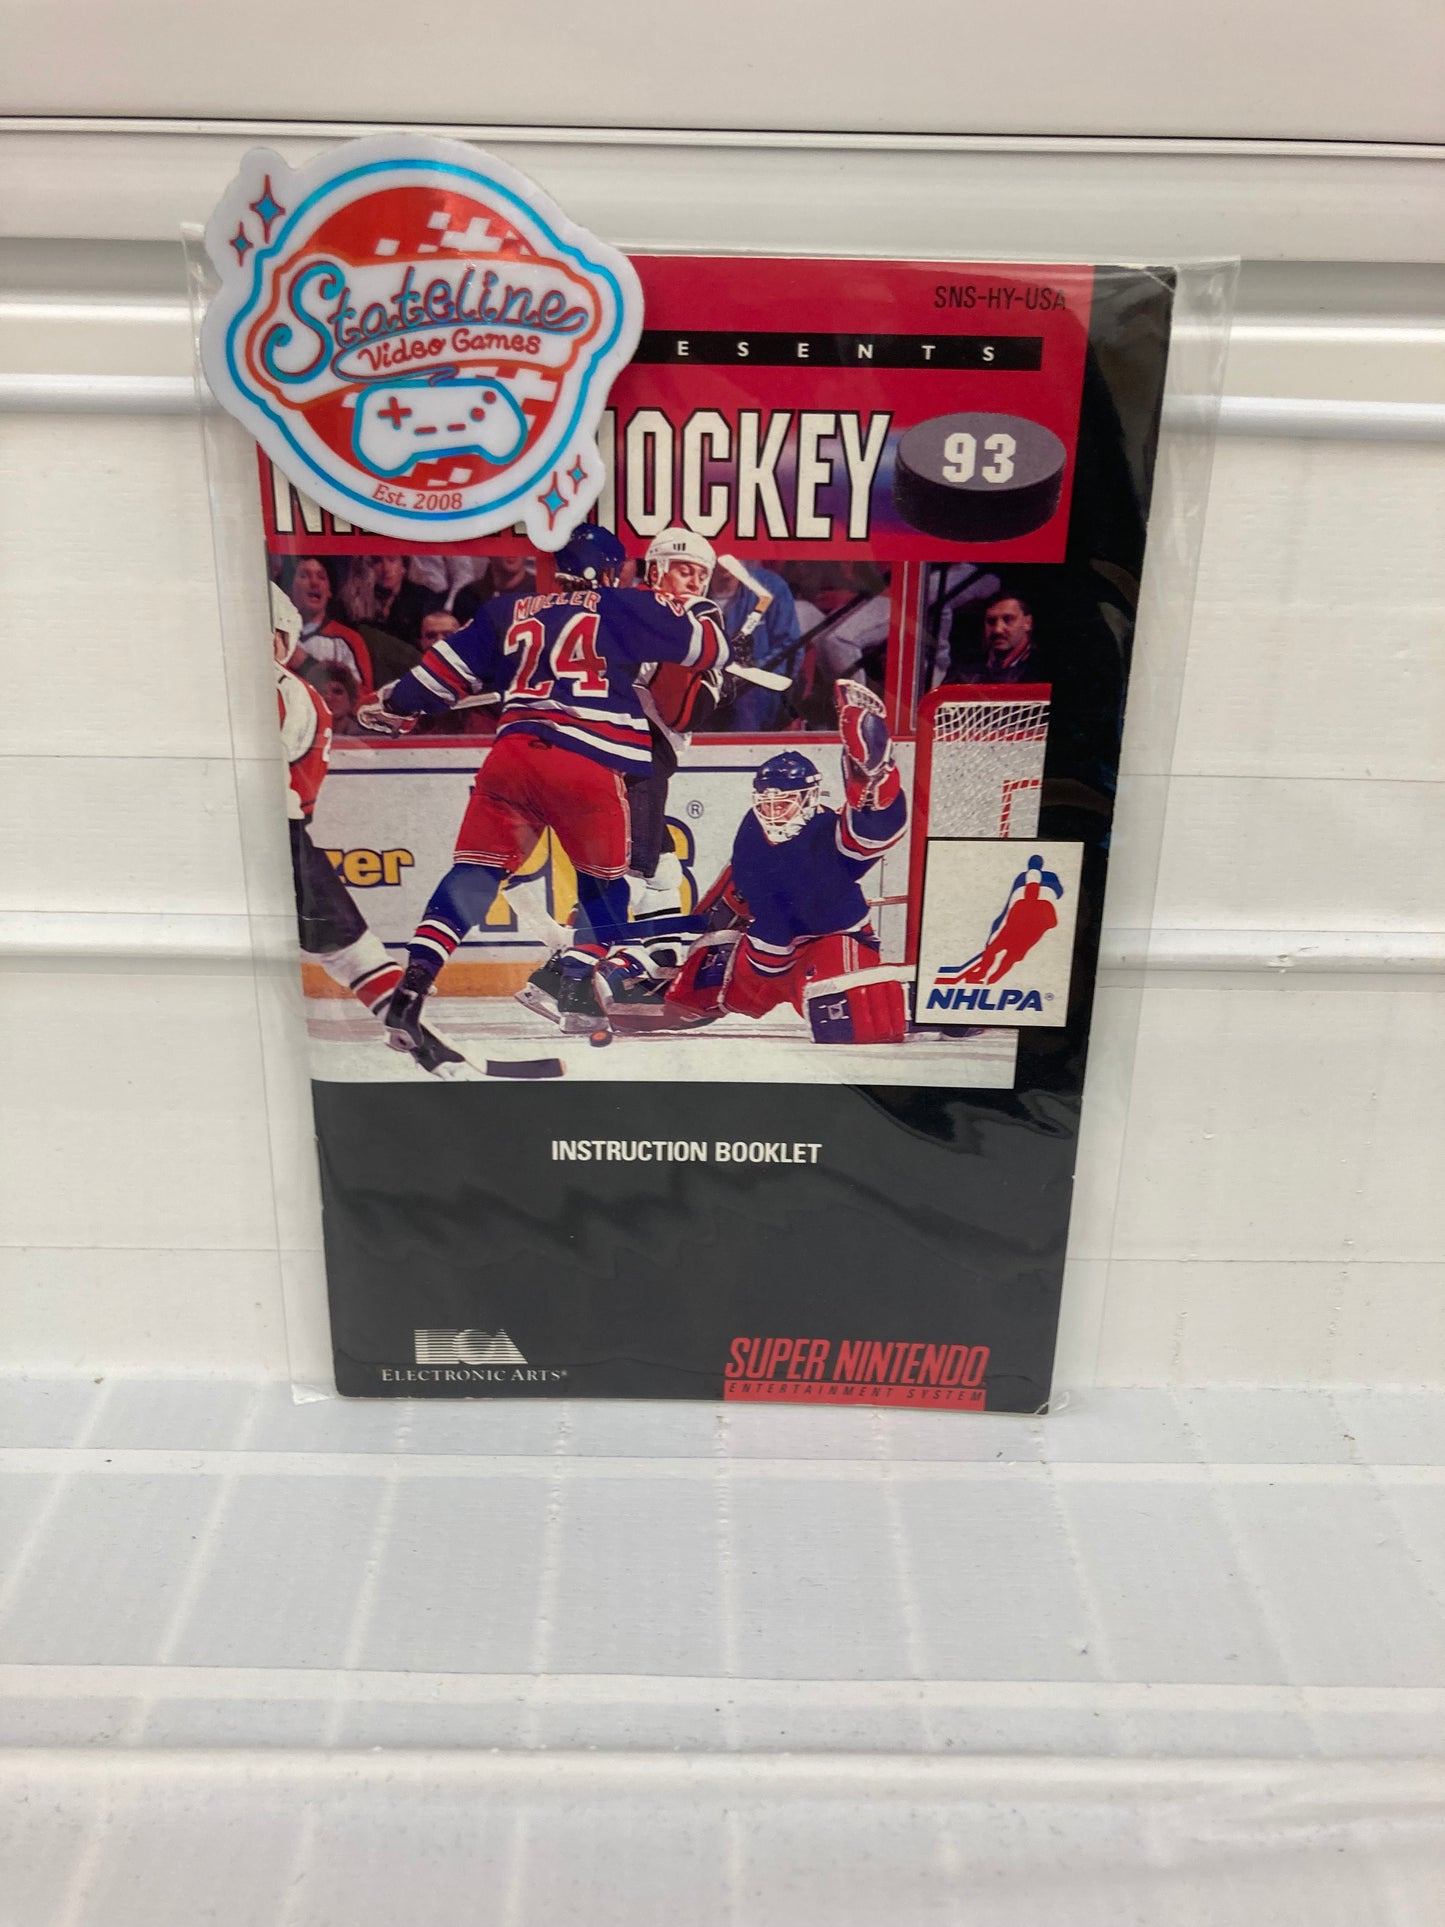 Stateline
Video Games
Est. 2008
SNS-HY-USA
ESENTS
HOCKEY
93
MOLLER
24
zer
®
NHLPA®
INSTRUCTION BOOKLET
ELECTRONIC ARTS®
SUPER NINTENDO
ENTERTAINMENT SYSTEM